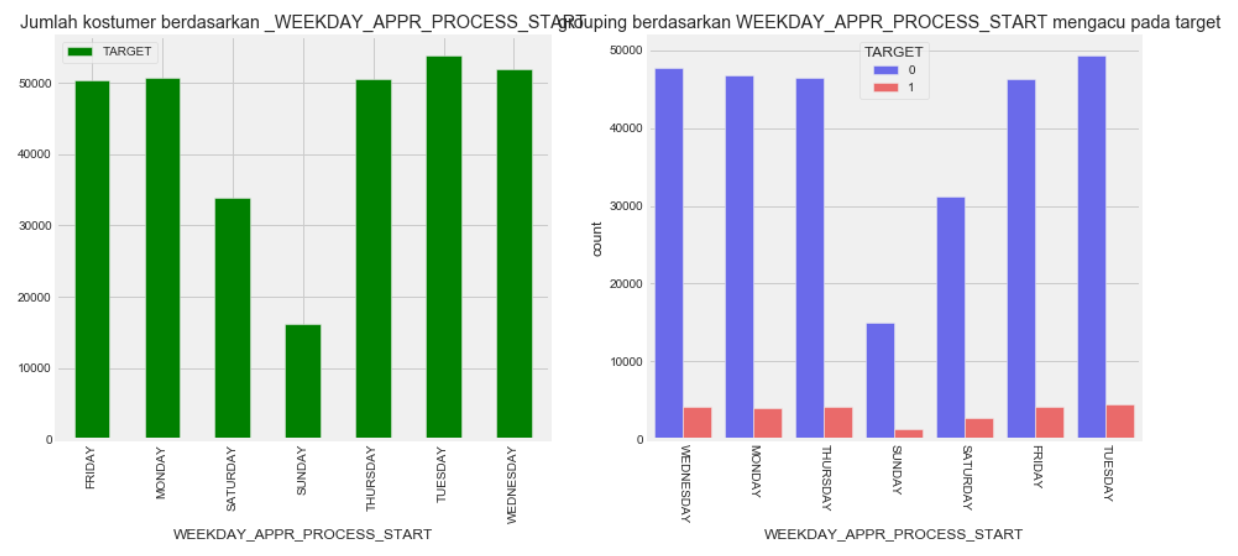 Jumlah kostumer berdasarkan _WEEKDAY_APPR_PROCESS_START
TARGET
50000
40000
30000
20000
10000
0
FRIDAY
MONDAY
SATURDAY
SUNDAY
THURSDAY
TUESDAY
WEDNESDAY
WEEKDAY_APPR_PROCESS_START
grouping berdasarkan WEEKDAY_APPR_PROCESS_START mengacu pada target
TARGET
0
1
count
50000
40000
30000
20000
10000
0
WEDNESDAY
MONDAY
THURSDAY
SUNDAY
SATURDAY
FRIDAY
TUESDAY
WEEKDAY_APPR_PROCESS_START